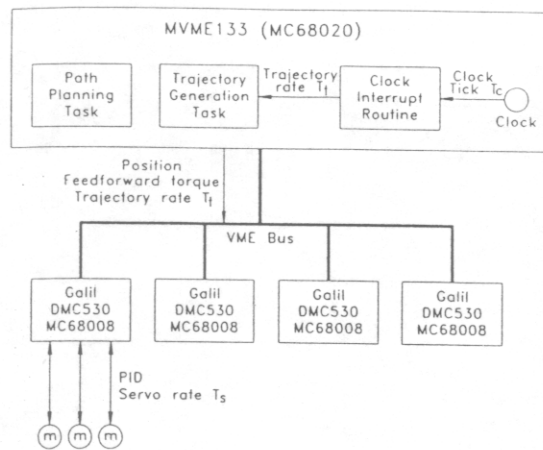 MVME133 (MC68020)
Path
Planning
Task
Trajectory
Generation
Task
Trajectory
rate Tt
Clock
Interrupt
Routine
Clock
Tick Tc
Clock
Position
Feedforward torque
Trajectory rate Tt
VME Bus
Galil
DMC530
MC68008
Galil
DMC530
MC68008
Galil
DMC530
MC68008
Galil
DMC530
MC68008
PID
Servo rate Ts
m m m